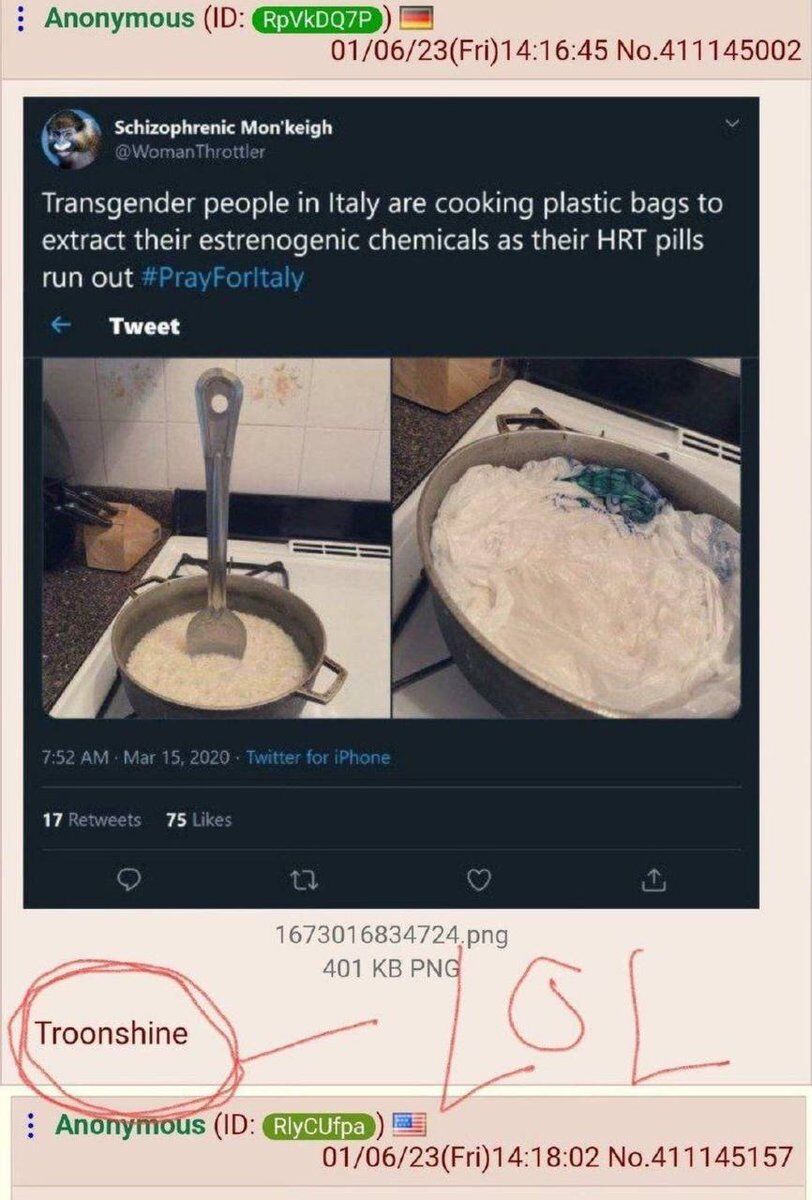 Anonymous (ID: RpVkDQ7P)
01/06/23(Fri)14:16:45 No.411145002
Schizophrenic Mon'keigh
@WomanThrottler
Transgender people in Italy are cooking plastic bags to
extract their estrenogenic chemicals as their HRT pills
run out #PrayForItaly
Tweet
7:52 AM · Mar 15, 2020 · Twitter for iPhone
17 Retweets 75 Likes
1673016834724.png
401 KB PNG
Troonshine
LOL
Anonymous (ID: RlyCUfpa)
01/06/23(Fri)14:18:02 No.411145157